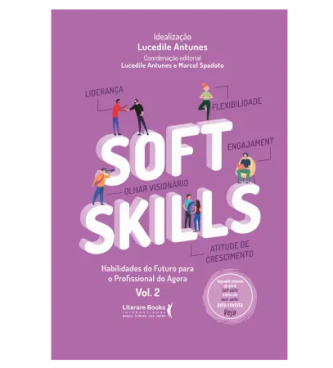 Idealização
Lucedile Antunes
Coordenação editorial
Lucedile Antunes e Marcel Spadoto
LIDERANÇA
FLEXIBILIDADE
SOFT
ENGAJAMENT
OLHAR VISIONÁRIO
SKILLS
ATITUDE DE
CRESCIMENTO
Habilidades do Futuro para
o Profissional do Agora
Vol. 2
Literare Books
INTERNATIONAL
Veja